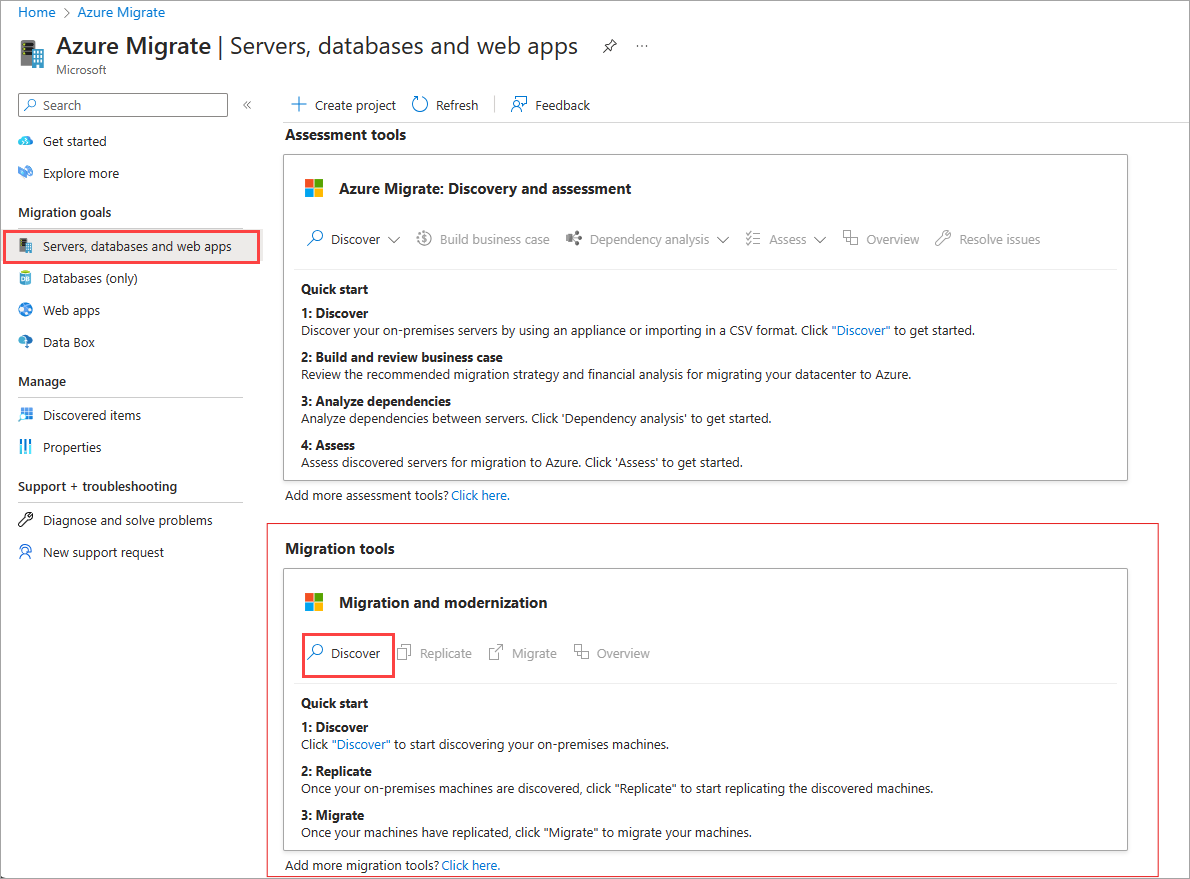 Home > Azure Migrate
Azure Migrate | Servers, databases and web apps ...
Microsoft
Search «
Get started
Explore more
Migration goals
Servers, databases and web apps
Databases (only)
Web apps
Data Box
Manage
Discovered items
Properties
Support + troubleshooting
Diagnose and solve problems
New support request
Create project Refresh Feedback
Assessment tools
Azure Migrate: Discovery and assessment
Discover Build business case Dependency analysis Assess Overview Resolve issues
Quick start
1: Discover
Discover your on-premises servers by using an appliance or importing in a CSV format. Click "Discover" to get started.
2: Build and review business case
Review the recommended migration strategy and financial analysis for migrating your datacenter to Azure.
3: Analyze dependencies
Analyze dependencies between servers. Click 'Dependency analysis' to get started.
4: Assess
Assess discovered servers for migration to Azure. Click 'Assess' to get started.
Add more assessment tools? Click here.
Migration tools
Migration and modernization
Discover Replicate Migrate Overview
Quick start
1: Discover
Click "Discover" to start discovering your on-premises machines.
2: Replicate
Once your on-premises machines are discovered, click "Replicate" to start replicating the discovered machines.
3: Migrate
Once your machines have replicated, click "Migrate" to migrate your machines.
Add more migration tools? Click here.